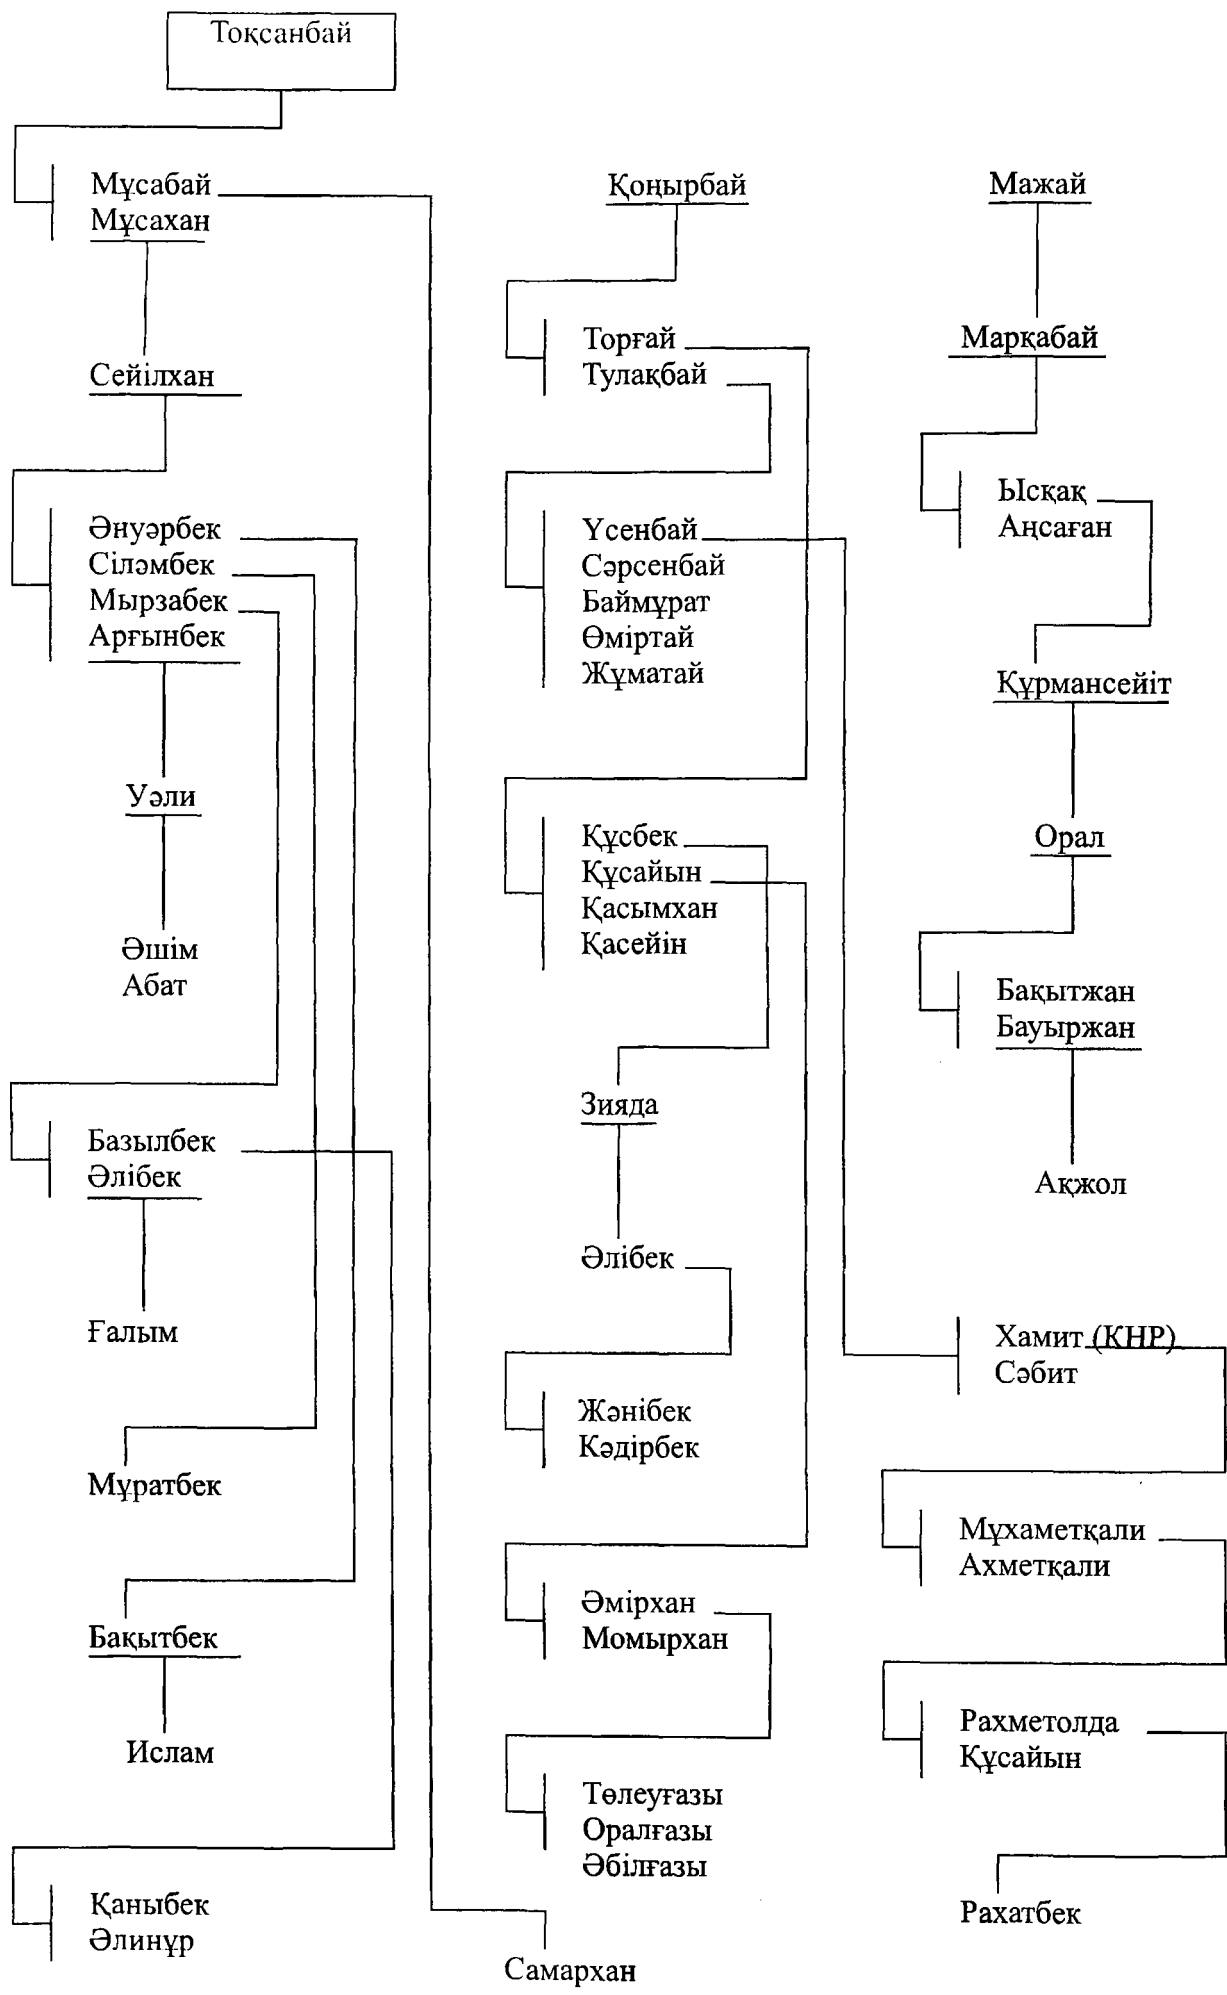 Тоқсанбай
Мұсабай
Мұсахан
Сейілхан
Әнуәрбек
Сіләмбек
Мырзабек
Арғынбек
Уәли
Әшім
Абат
Базылбек
Әлібек
Ғалым
Мұратбек
Бақытбек
Ислам
Қаныбек
Әлинұр
Самархан
Қоңырбай
Торғай
Тулақбай
Үсенбай
Сәрсенбай
Баймұрат
Өміртай
Жұматай
Құсбек
Құсайын
Қасымхан
Қасейін
Зияда
Әлібек
Жәнібек
Кәдірбек
Әмірхан
Момырхан
Төлеуғазы
Оралғазы
Әбілғазы
Мажай
Марқабай
Ысқақ
Аңсаған
Құрмансейіт
Орал
Бақытжан
Бауыржан
Ақжол
Хамит (КНР)
Сәбит
Мұхаметқали
Ахметқали
Рахметолда
Құсайын
Рахатбек